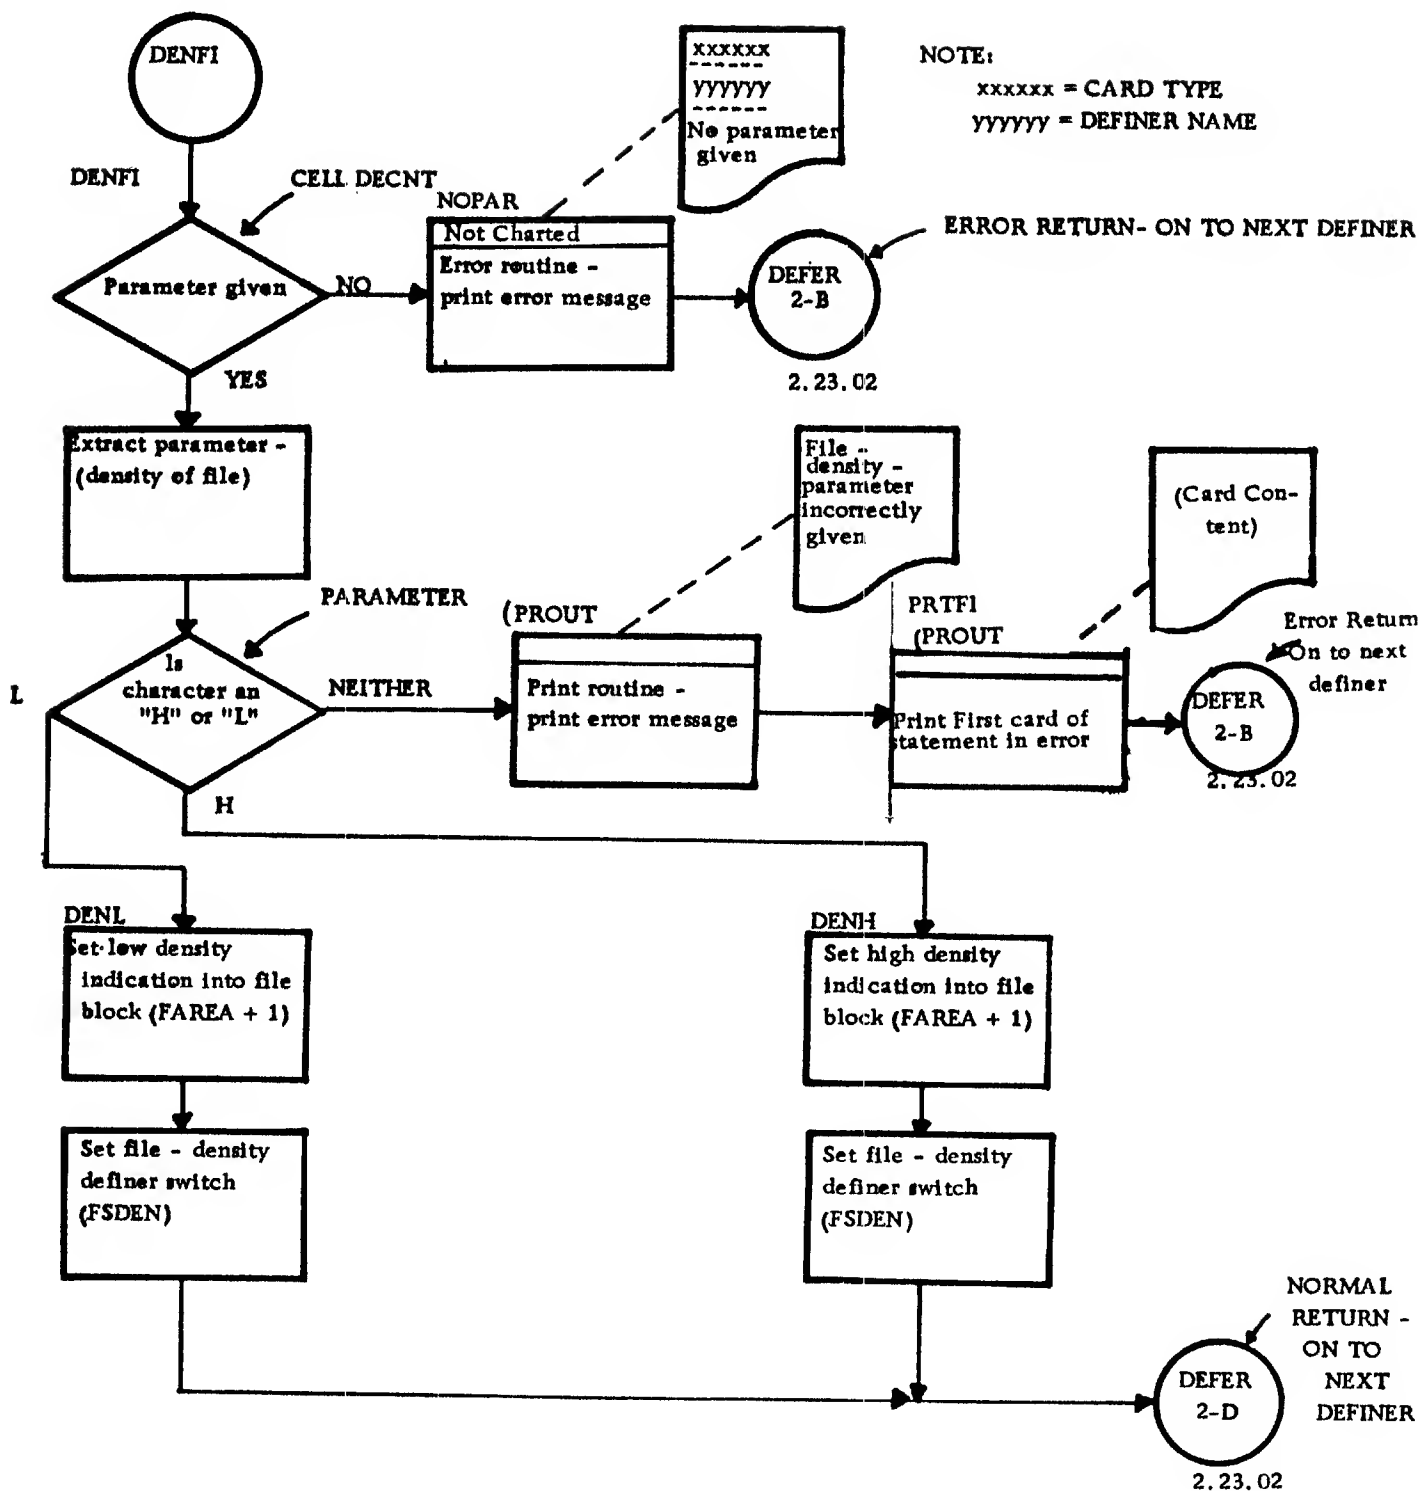 DENFI
xxxxxx
yyyyyy
No parameter
given
NOTE:
xxxxxx = CARD TYPE
yyyyyy = DEFINER NAME
DENFI
CELL DECNT
NOPAR
Not Charted
Error routine -
print error message
ERROR RETURN- ON TO NEXT DEFINER
DEFER
2-B
2.23.02
Parameter given
NO
YES
Extract parameter -
(density of file)
File -
density -
parameter
incorrectly
given
(Card Con-
tent)
PARAMETER
(PROUT
PRTFI
(PROUT
Error Return
On to next
definer
Is
character an
"H" or "L"
L
NEITHER
H
Print routine -
print error message
Print First card of
statement in error
DEFER
2-B
2.23.02
DENL
Set low density
indication into file
block (FAREA + 1)
DENH
Set high density
indication into file
block (FAREA + 1)
Set file - density
definer switch
(FSDEN)
Set file - density
definer switch
(FSDEN)
NORMAL
RETURN -
ON TO
NEXT
DEFINER
DEFER
2-D
2.23.02